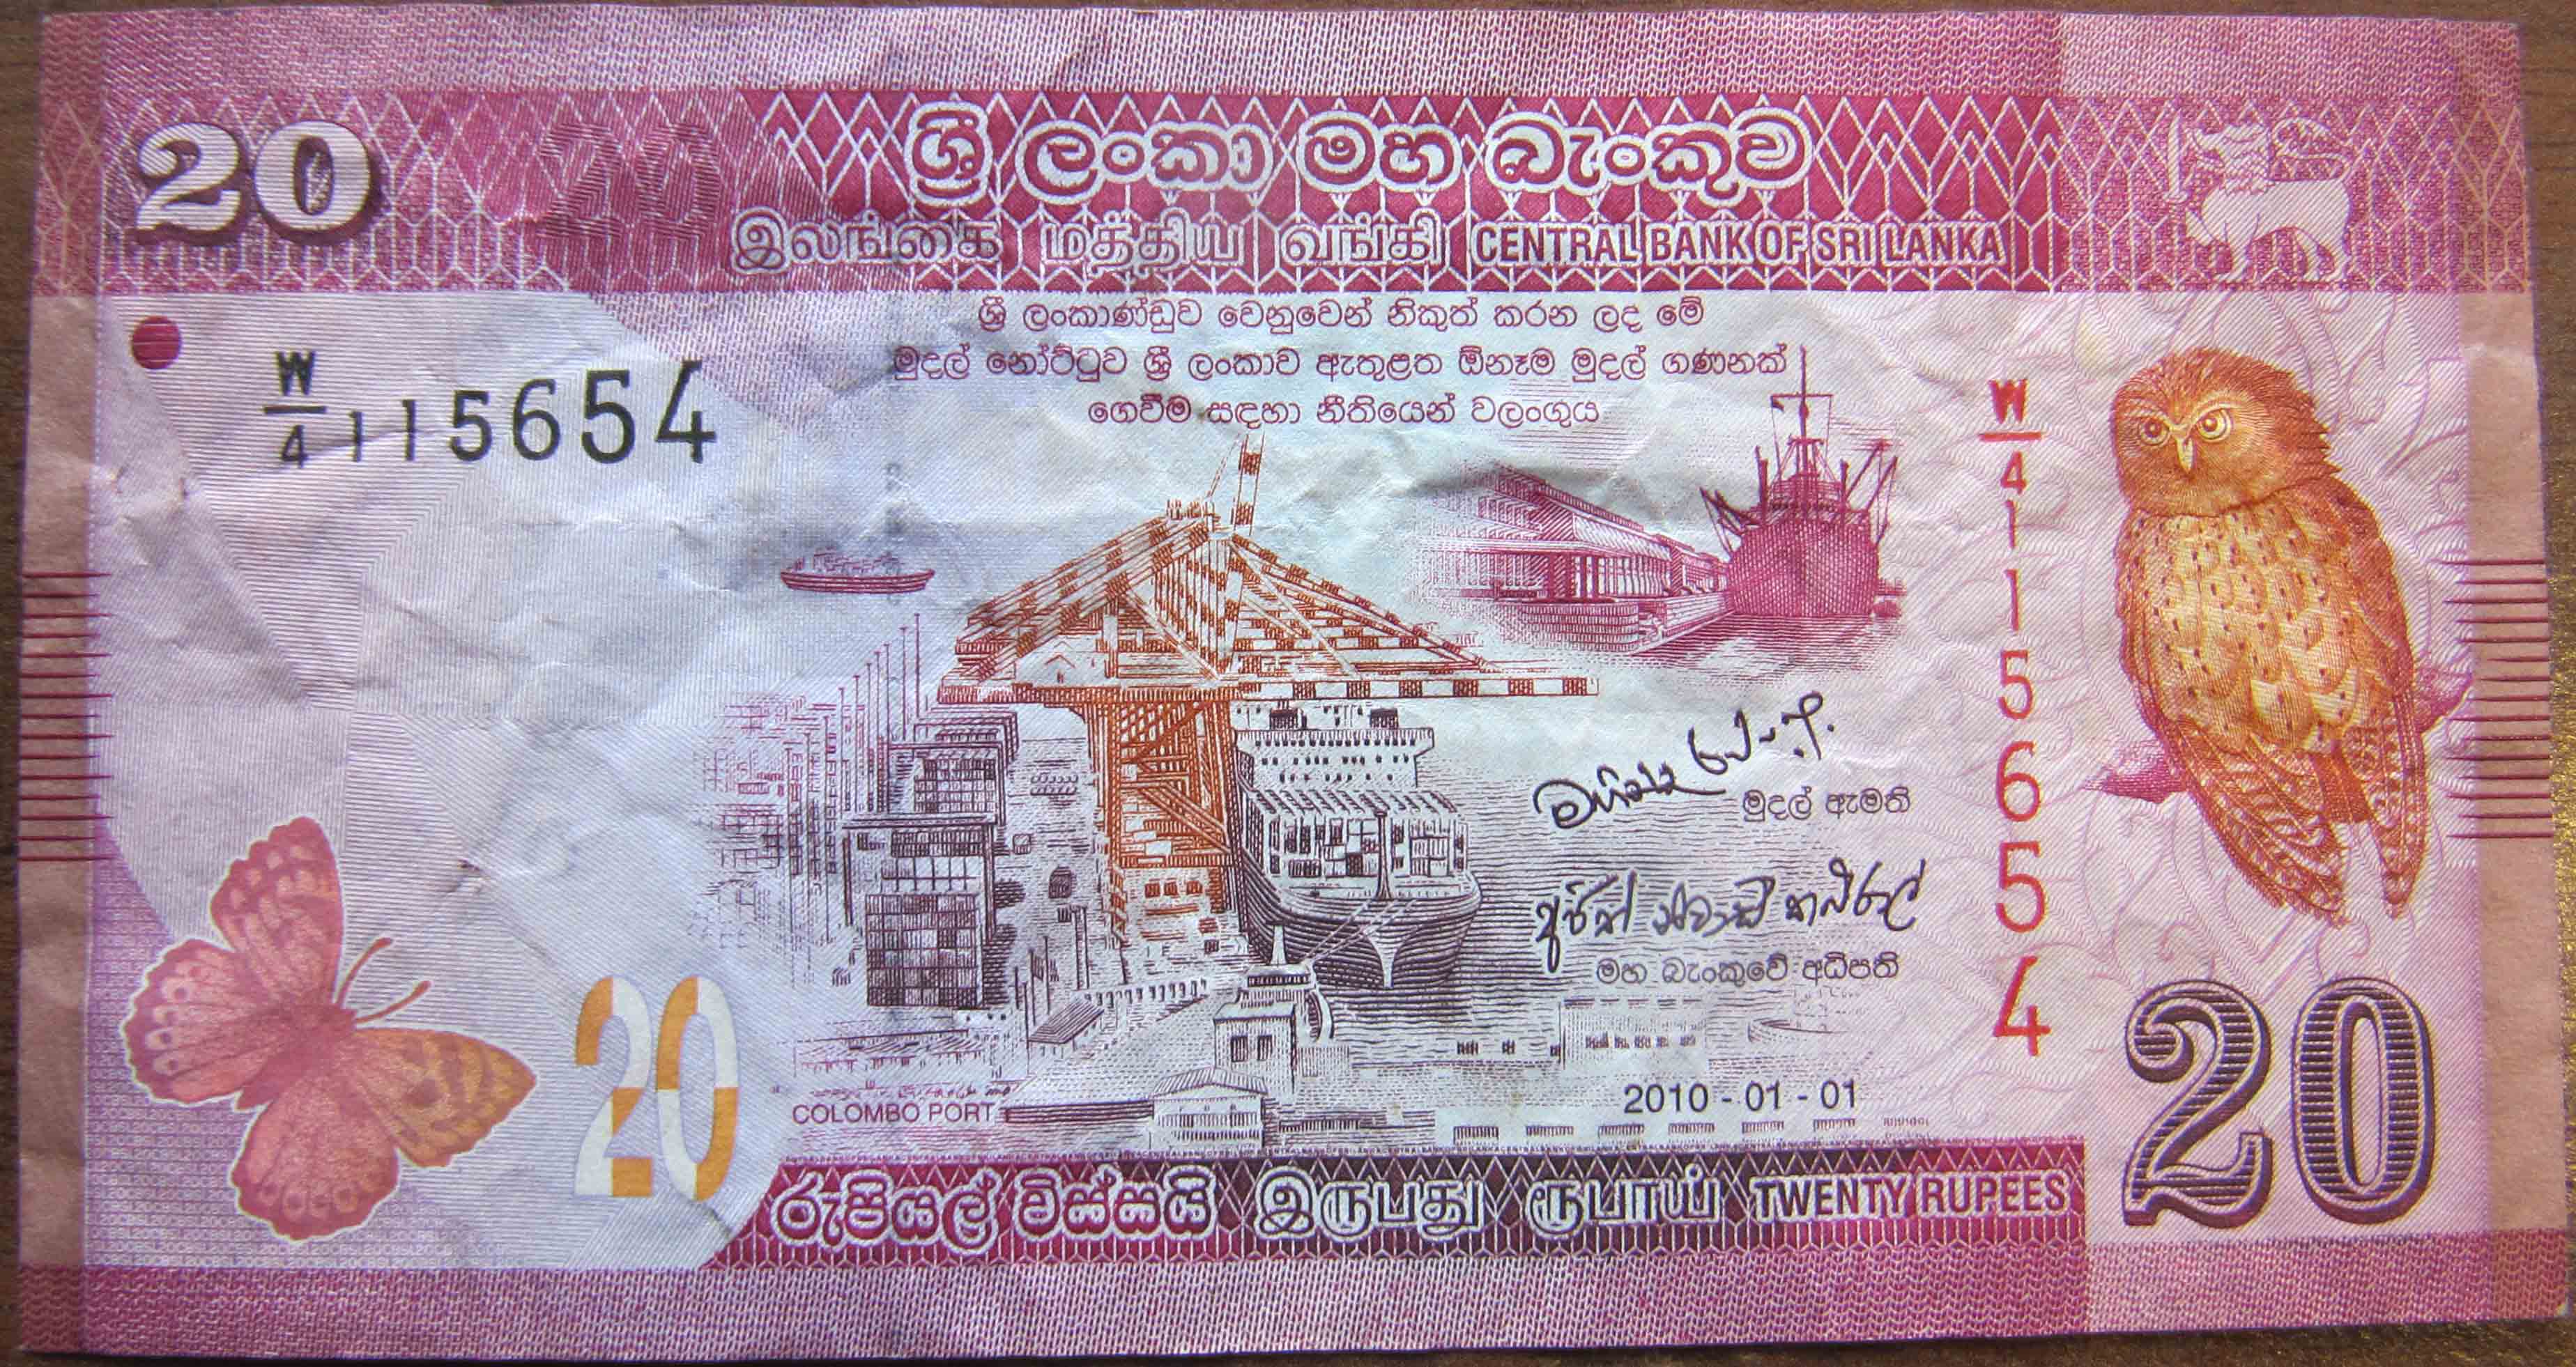 20
20
ශ්‍රී ලංකා මහ බැංකුව
இலங்கை மத்திய வங்கி CENTRAL BANK OF SRI LANKA
ශ්‍රී ලංකාණ්ඩුව වෙනුවෙන් නිකුත් කරන ලද මේ
මුදල් නෝට්ටුව ශ්‍රී ලංකාව ඇතුළත ඕනෑම මුදල් ගණනක්
ගෙවීම සඳහා නීතියෙන් වලංගුය
W/4 115654
W/4 115654
මුදල් ඇමති
මහ බැංකුවේ අධිපති
2010 - 01 - 01
COLOMBO PORT
20
20
රුපියල් විස්සයි இருபது ரூபாய் TWENTY RUPEES